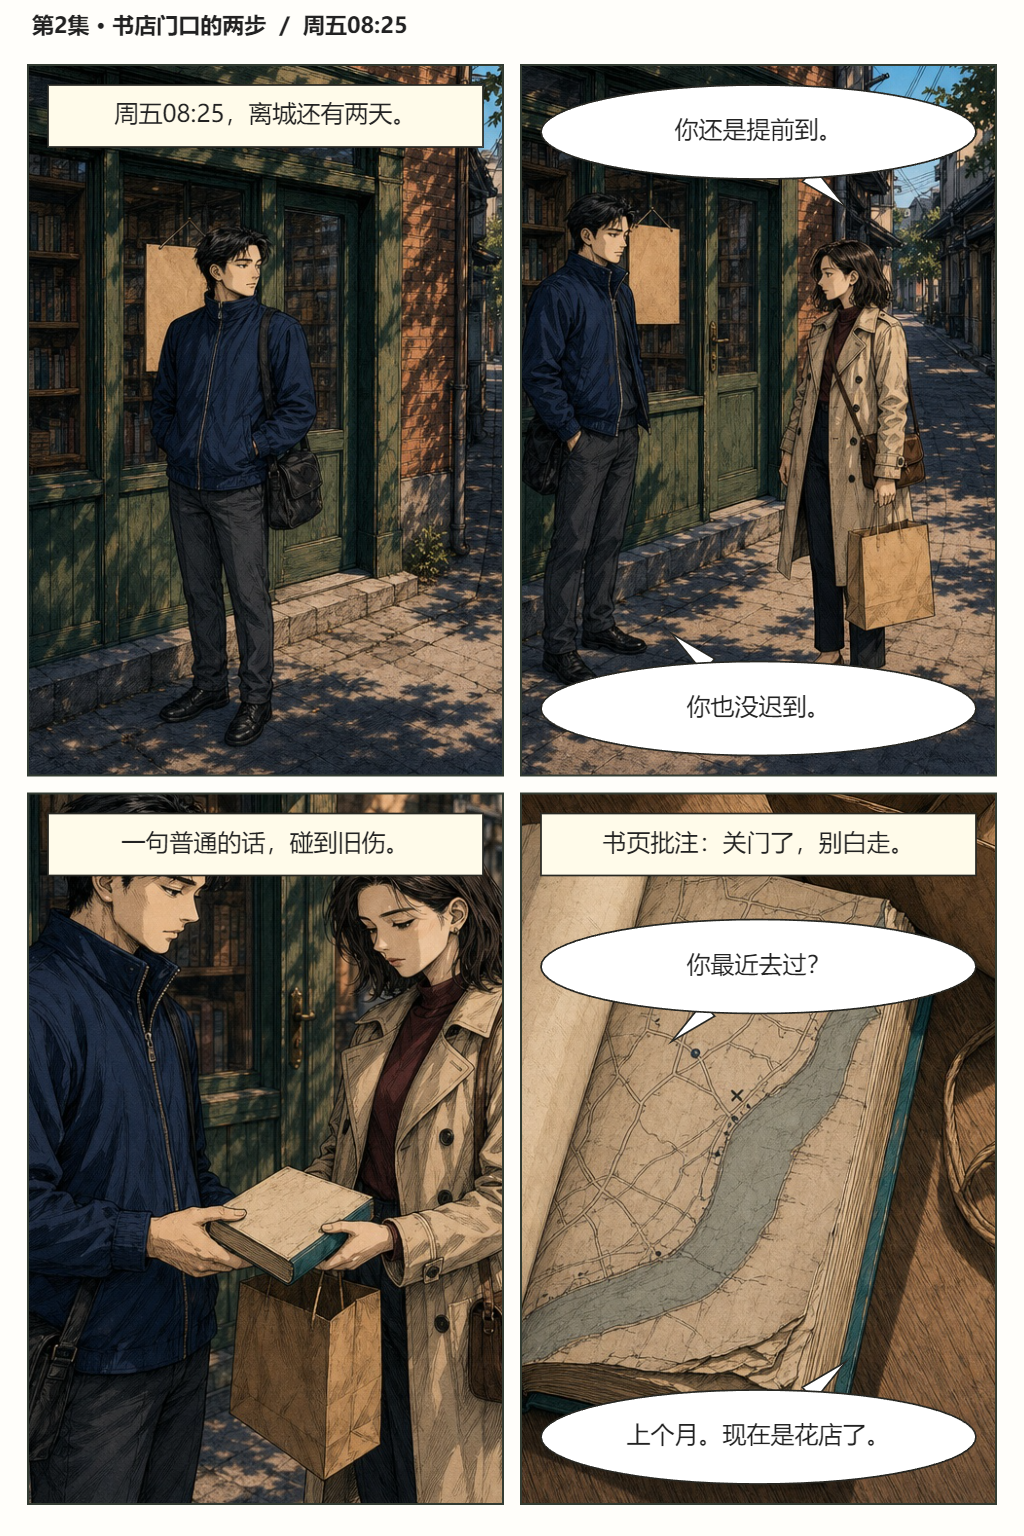 第2集·书店门口的两步 / 周五08:25
周五08:25，离城还有两天。
你还是提前到。
你也没迟到。
一句普通的话，碰到旧伤。
书页批注：关门了，别白走。
你最近去过？
上个月。现在是花店了。